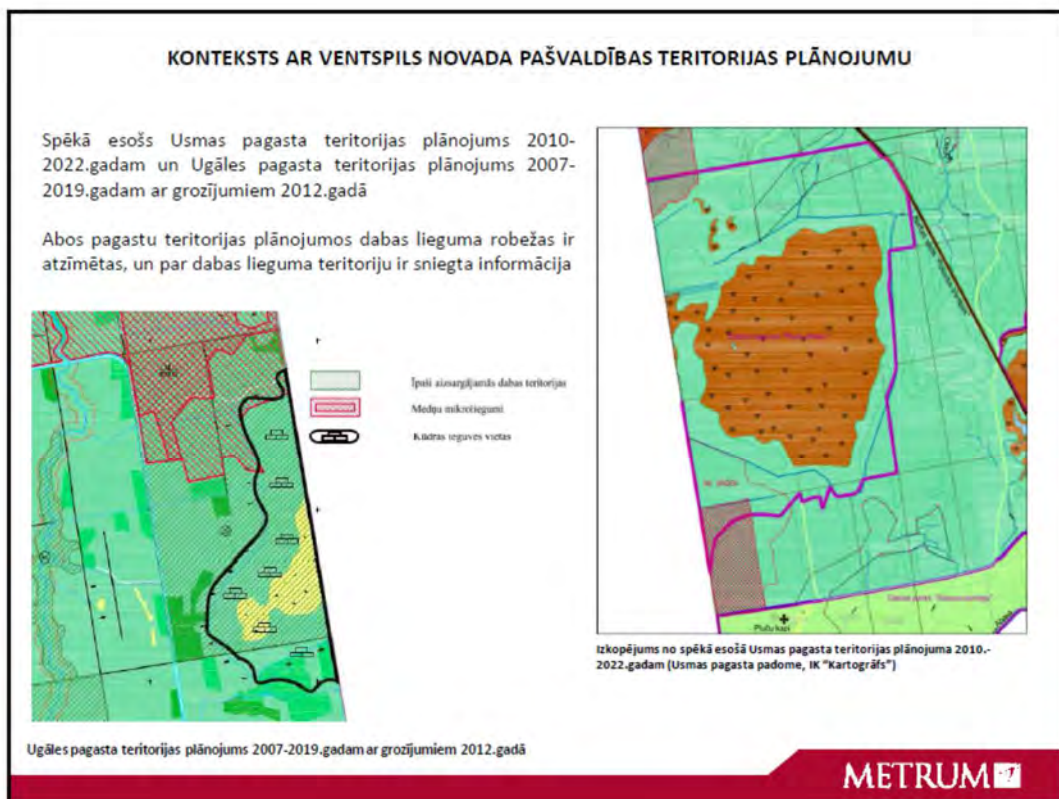 KONTEKSTS AR VENTSPILS NOVADA PAŠVALDĪBAS TERITORIJAS PLĀNOJUMU
Spēkā esošs Usmas pagasta teritorijas plānojums 2010-
2022.gadam un Ugāles pagasta teritorijas plānojums 2007-
2019.gadam ar grozījumiem 2012.gadā
Abos pagastu teritorijas plānojumos dabas lieguma robežas ir
atzīmētas, un par dabas lieguma teritoriju ir sniegta informācija
Īpaši aizsargājamās dabas teritorijas
Medņu mikroliegumi
Kūdras ieguves vietas
Pļuču kapi
Izkopējums no spēkā esošā Usmas pagasta teritorijas plānojuma 2010.-
2022.gadam (Usmas pagasta padome, IK "Kartogrāfs")
Ugāles pagasta teritorijas plānojums 2007-2019.gadam ar grozījumiem 2012.gadā
METRUM